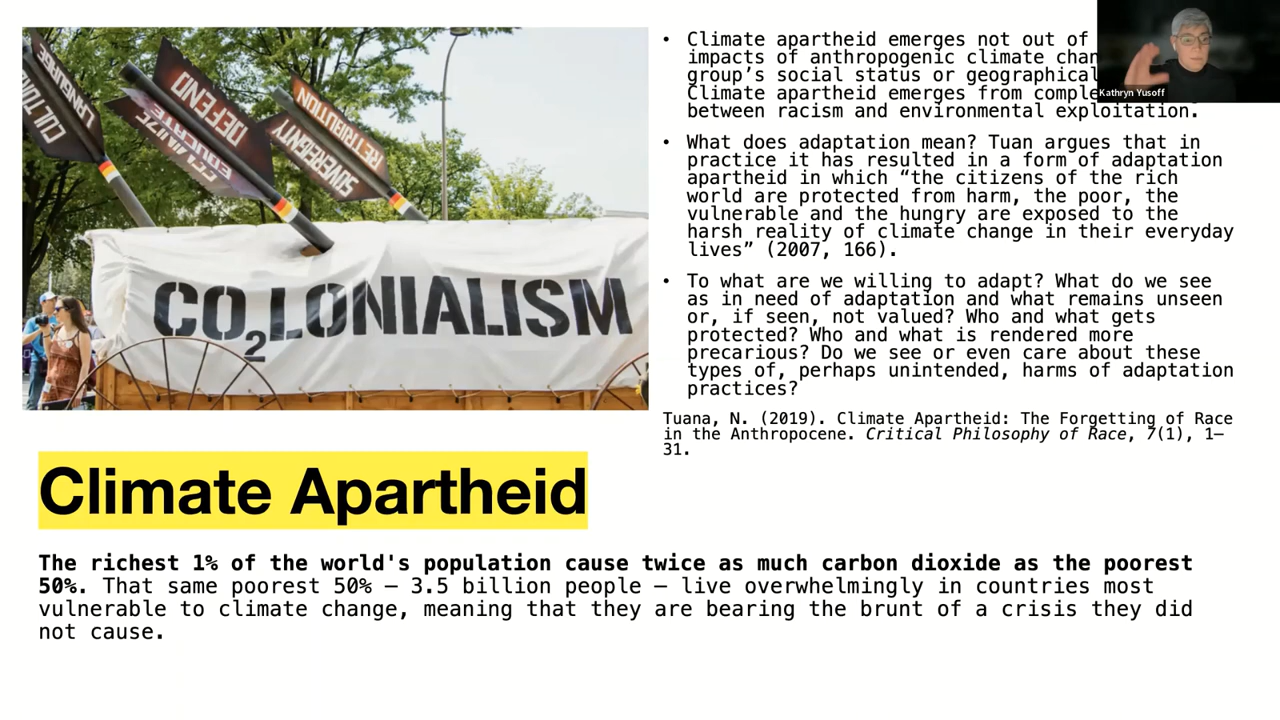 CULTURE
LANGUAGE
DEFEND
EDUCATE
RETRIBUTION
SOVEREIGNTY
CO2LONIALISM
• Climate apartheid emerges not out of
impacts of anthropogenic climate
group's social status or geographical
Climate apartheid emerges from
between racism and environmental exploitation.
• What does adaptation mean? Tuan argues that in
practice it has resulted in a form of adaptation
apartheid in which “the citizens of the rich
world are protected from harm, the poor, the
vulnerable and the hungry are exposed to the
harsh reality of climate change in their everyday
lives” (2007, 166).
• To what are we willing to adapt? What do we see
as in need of adaptation and what remains unseen
or, if seen, not valued? Who and what gets
protected? Who and what is rendered more
precarious? Do we see or even care about these
types of, perhaps unintended, harms of adaptation
practices?
Tuana, N. (2019). Climate Apartheid: The Forgetting of Race
in the Anthropocene. Critical Philosophy of Race, 7(1), 1–
31.
Kathryn Yusoff
Climate Apartheid
The richest 1% of the world's population cause twice as much carbon dioxide as the poorest
50%. That same poorest 50% — 3.5 billion people — live overwhelmingly in countries most
vulnerable to climate change, meaning that they are bearing the brunt of a crisis they did
not cause.